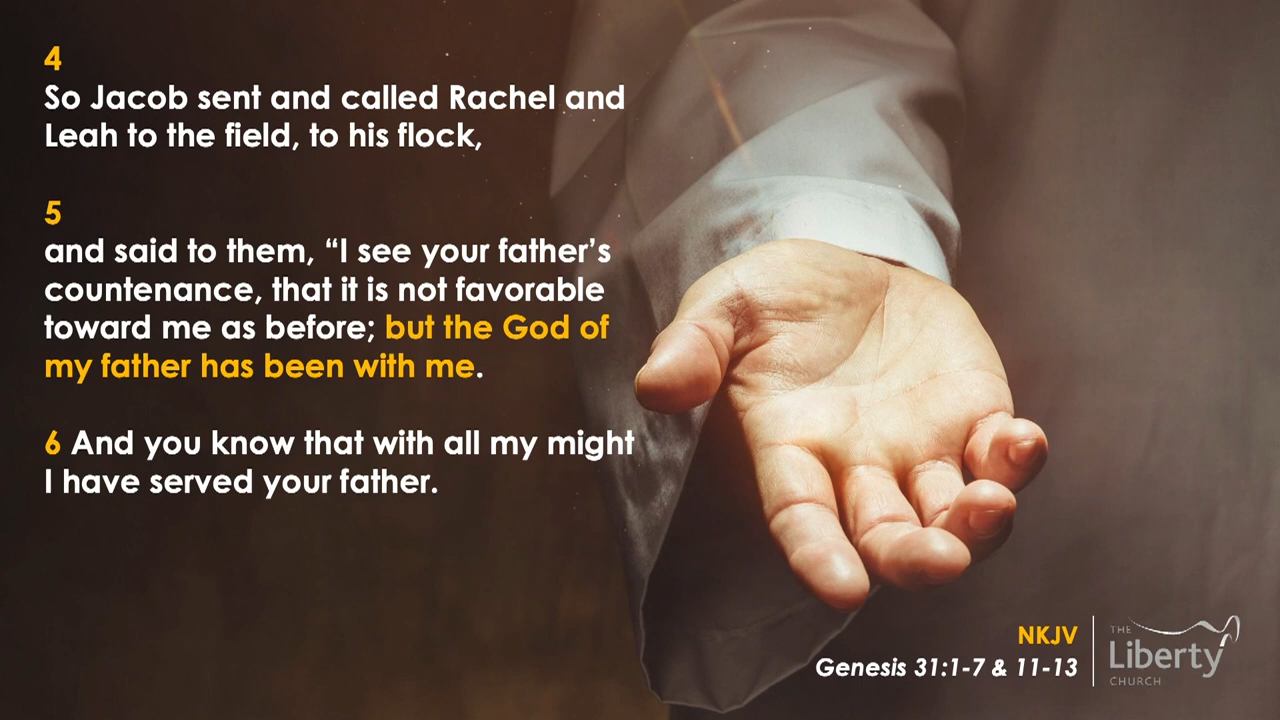 4
So Jacob sent and called Rachel and
Leah to the field, to his flock,
5
and said to them, “I see your father’s
countenance, that it is not favorable
toward me as before; but the God of
my father has been with me.
6 And you know that with all my might
I have served your father.
NKJV
Genesis 31:1-7 & 11-13
THE
Liberty
CHURCH